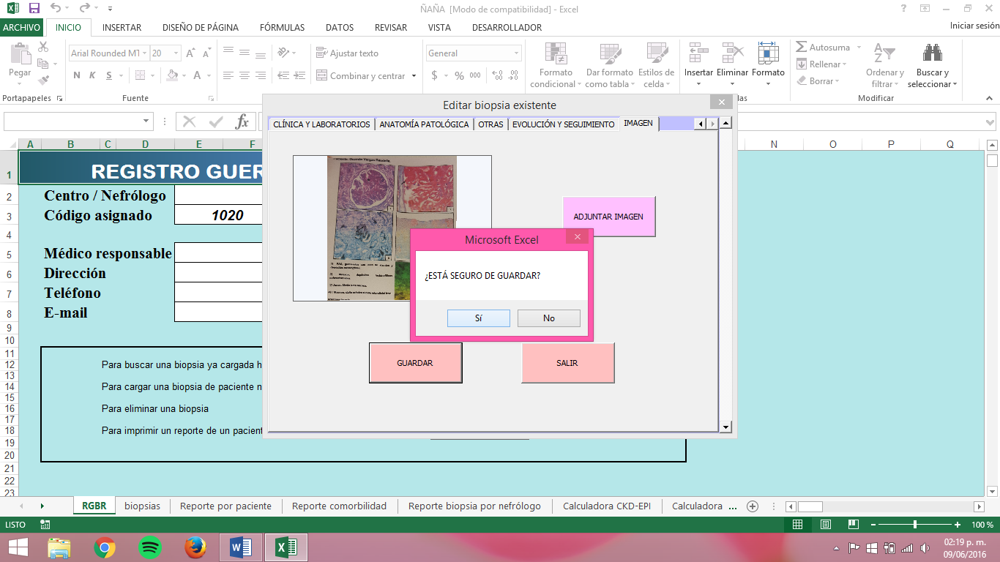 ÑAÑA [Modo de compatibilidad] - Excel
ARCHIVO INICIO INSERTAR DISEÑO DE PÁGINA FÓRMULAS DATOS REVISAR VISTA DESARROLLADOR Iniciar sesión
Pegar
Arial Rounded MT 20
N K S
Ajustar texto
Combinar y centrar
General
$ % 000
Formato condicional
Dar formato como tabla
Estilos de celda
Insertar Eliminar Formato
Autosuma
Rellenar
Borrar
Ordenar y filtrar
Buscar y seleccionar
Portapapeles Fuente las Modificar
Editar biopsia existente
CLÍNICA Y LABORATORIOS ANATOMÍA PATOLÓGICA OTRAS EVOLUCIÓN Y SEGUIMIENTO IMAGEN
ADJUNTAR IMAGEN
Microsoft Excel
¿ESTÁ SEGURO DE GUARDAR?
Sí No
GUARDAR SALIR
A B C D E F N O P Q
1 REGISTRO GUER
2 Centro / Nefrólogo
3 Código asignado 1020
4
5 Médico responsable
6 Dirección
7 Teléfono
8 E-mail
9
10
11
12 Para buscar una biopsia ya cargada h
13
14 Para cargar una biopsia de paciente n
15
16 Para eliminar una biopsia
17
18 Para imprimir un reporte de un pacient
19
20
21
22
23
RGBR biopsias Reporte por paciente Reporte comorbilidad Reporte biopsia por nefrólogo Calculadora CKD-EPI Calculadora ...
LISTO 100 %
02:19 p. m.
09/06/2016